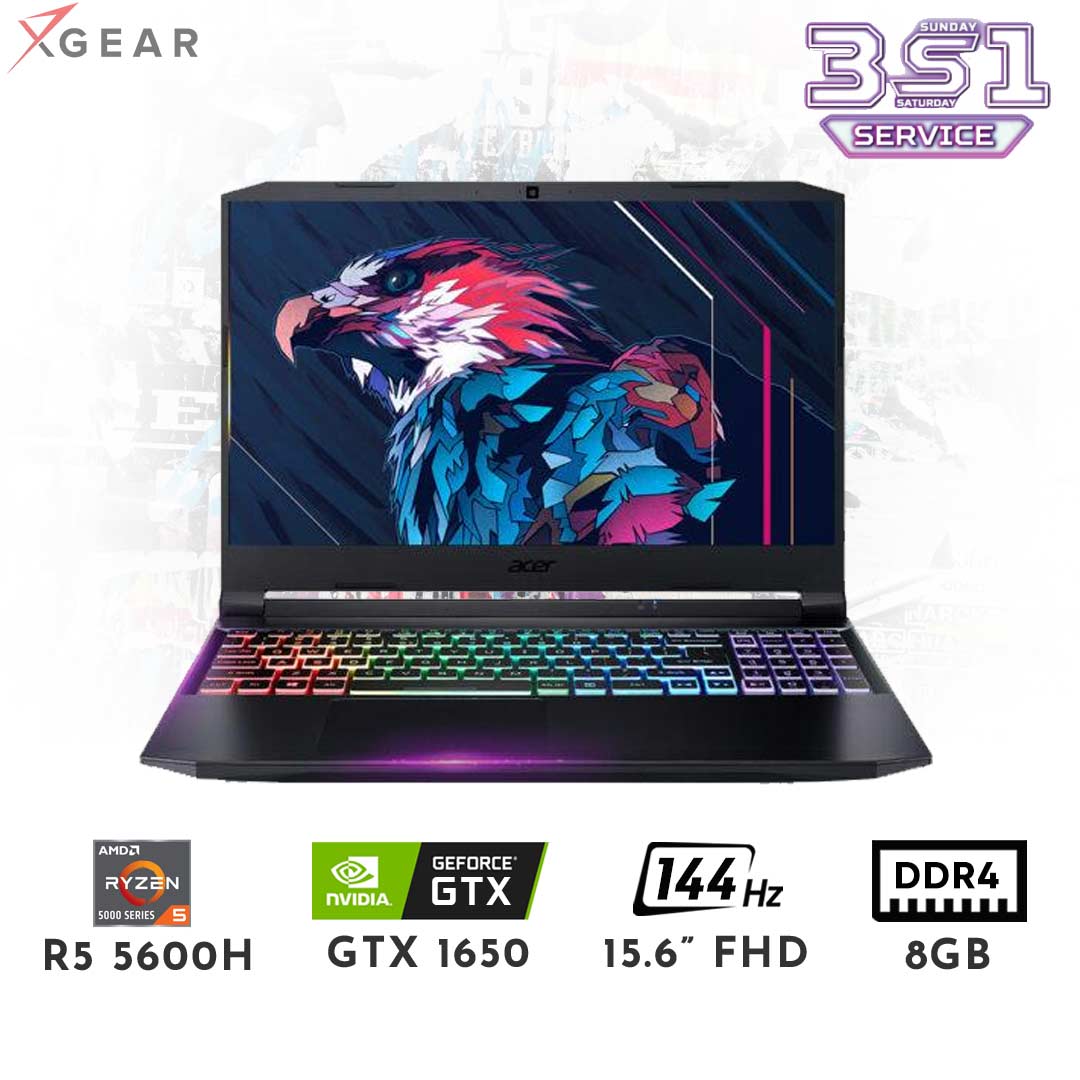 XGEAR
SUNDAY
3S1
SATURDAY
SERVICE
acer
AMD
RYZEN
5000 SERIES 5
R5 5600H
NVIDIA.
GEFORCE®
GTX
GTX 1650
144Hz
15.6” FHD
DDR4
8GB